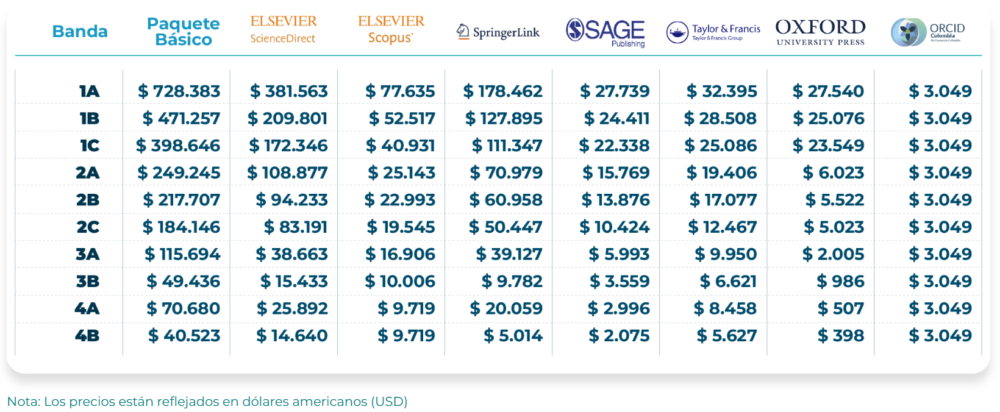 Banda Paquete Básico ELSEVIER ScienceDirect ELSEVIER Scopus® SpringerLink SAGE Publishing Taylor & Francis Taylor & Francis Group OXFORD UNIVERSITY PRESS ORCID Colombia By Consorcio Colombia
1A $ 728.383 $ 381.563 $ 77.635 $ 178.462 $ 27.739 $ 32.395 $ 27.540 $ 3.049
1B $ 471.257 $ 209.801 $ 52.517 $ 127.895 $ 24.411 $ 28.508 $ 25.076 $ 3.049
1C $ 398.646 $ 172.346 $ 40.931 $ 111.347 $ 22.338 $ 25.086 $ 23.549 $ 3.049
2A $ 249.245 $ 108.877 $ 25.143 $ 70.979 $ 15.769 $ 19.406 $ 6.023 $ 3.049
2B $ 217.707 $ 94.233 $ 22.993 $ 60.958 $ 13.876 $ 17.077 $ 5.522 $ 3.049
2C $ 184.146 $ 83.191 $ 19.545 $ 50.447 $ 10.424 $ 12.467 $ 5.023 $ 3.049
3A $ 115.694 $ 38.663 $ 16.906 $ 39.127 $ 5.993 $ 9.950 $ 2.005 $ 3.049
3B $ 49.436 $ 15.433 $ 10.006 $ 9.782 $ 3.559 $ 6.621 $ 986 $ 3.049
4A $ 70.680 $ 25.892 $ 9.719 $ 20.059 $ 2.996 $ 8.458 $ 507 $ 3.049
4B $ 40.523 $ 14.640 $ 9.719 $ 5.014 $ 2.075 $ 5.627 $ 398 $ 3.049
Nota: Los precios están reflejados en dólares americanos (USD)